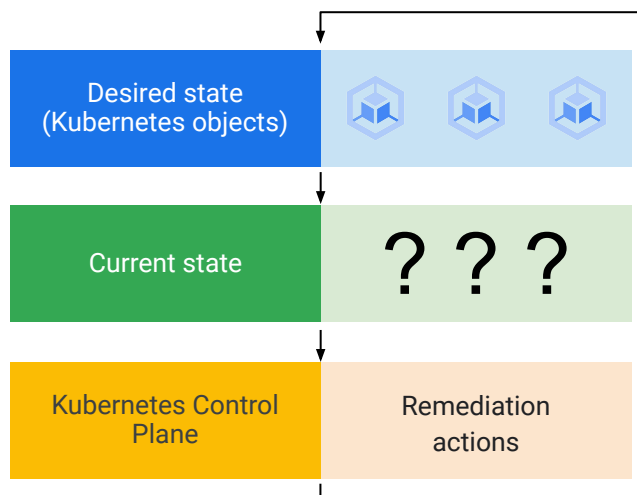 Desired state
(Kubernetes objects)
Current state
? ? ?
Kubernetes Control
Plane
Remediation
actions